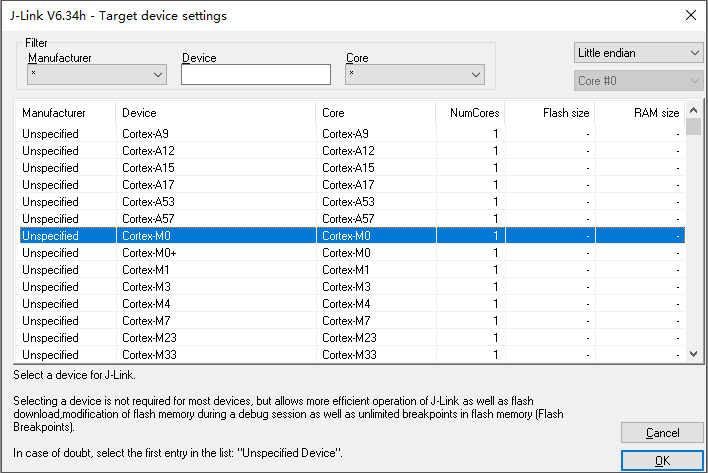 J-Link V6.34h - Target device settings
Filter
Manufacturer Device Core
* *
Little endian
Core #0
Manufacturer Device Core NumCores Flash size RAM size
Unspecified Cortex-A9 Cortex-A9 1 - -
Unspecified Cortex-A12 Cortex-A12 1 - -
Unspecified Cortex-A15 Cortex-A15 1 - -
Unspecified Cortex-A17 Cortex-A17 1 - -
Unspecified Cortex-A53 Cortex-A53 1 - -
Unspecified Cortex-A57 Cortex-A57 1 - -
Unspecified Cortex-M0 Cortex-M0 1 - -
Unspecified Cortex-M0+ Cortex-M0 1 - -
Unspecified Cortex-M1 Cortex-M1 1 - -
Unspecified Cortex-M3 Cortex-M3 1 - -
Unspecified Cortex-M4 Cortex-M4 1 - -
Unspecified Cortex-M7 Cortex-M7 1 - -
Unspecified Cortex-M23 Cortex-M23 1 - -
Unspecified Cortex-M33 Cortex-M33 1 - -
Select a device for J-Link.
Selecting a device is not required for most devices, but allows more efficient operation of J-Link as well as flash
download,modification of flash memory during a debug session as well as unlimited breakpoints in flash memory (Flash
Breakpoints).
In case of doubt, select the first entry in the list: "Unspecified Device".
Cancel
OK